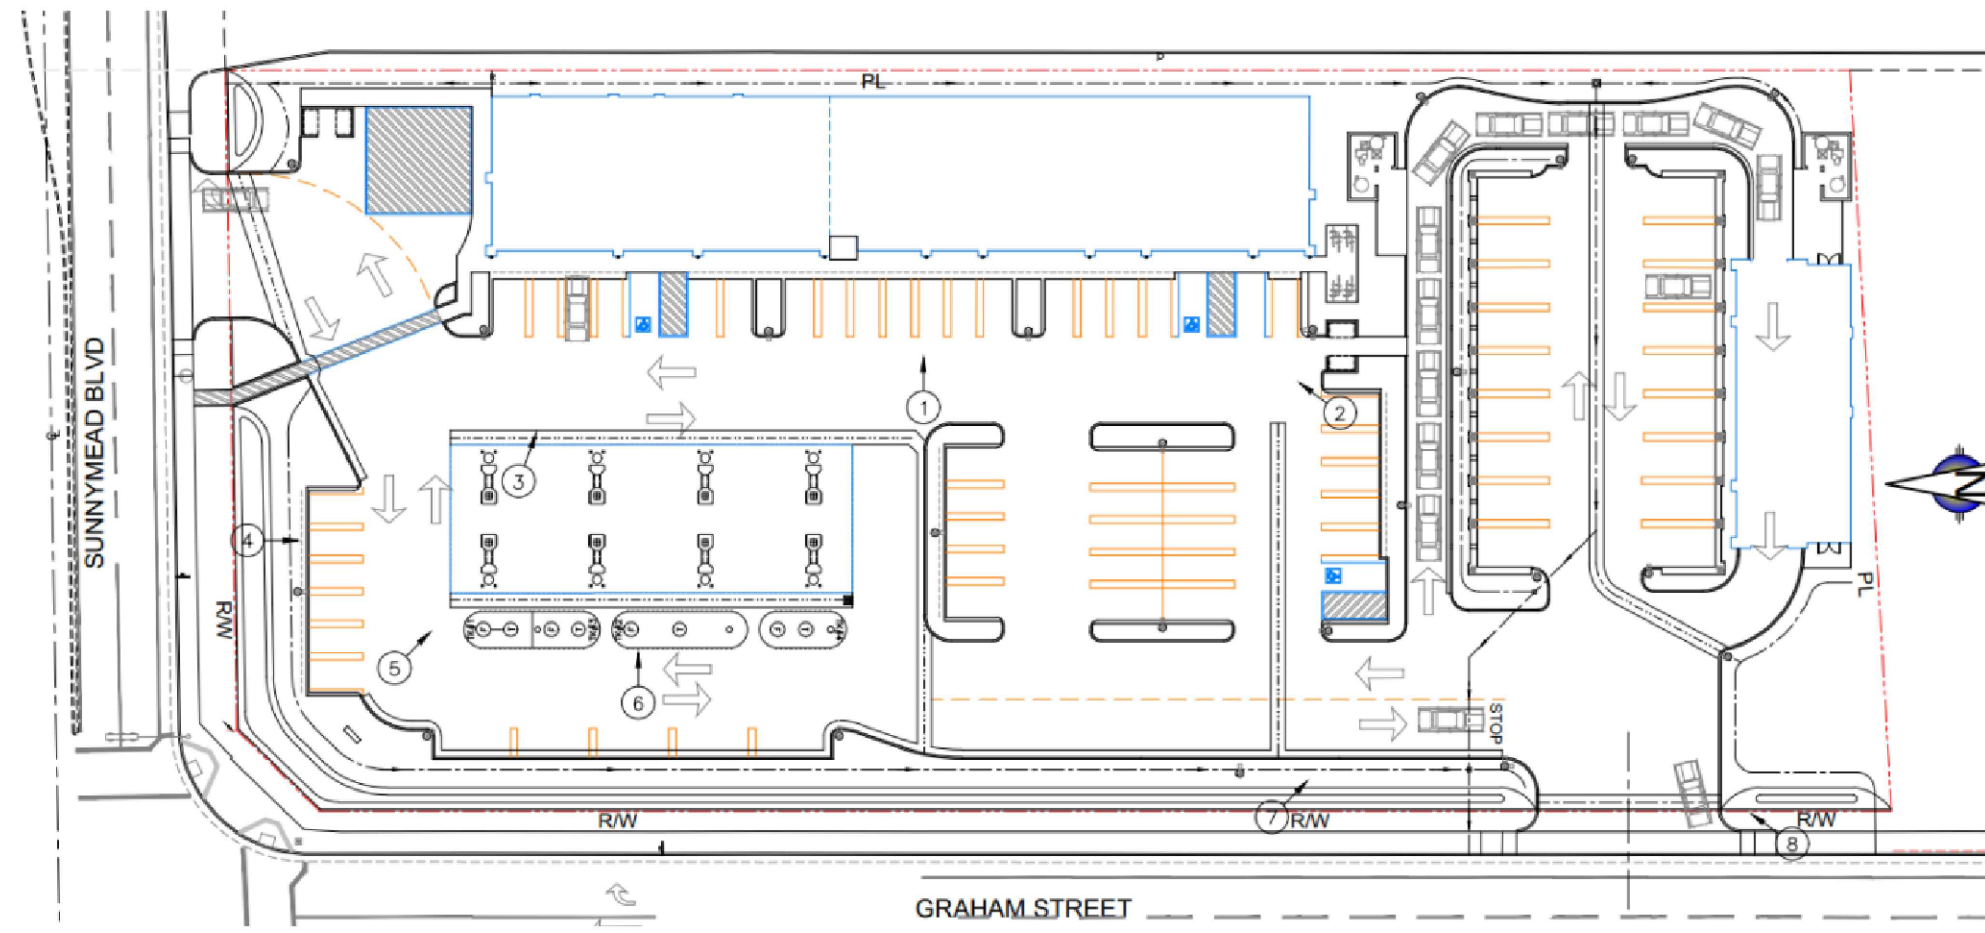 PL
SUNNYMEAD BLVD
1
2
3
4
5
6
STOP
PL
R/W
R/W
7
R/W
R/W
8
GRAHAM STREET
N